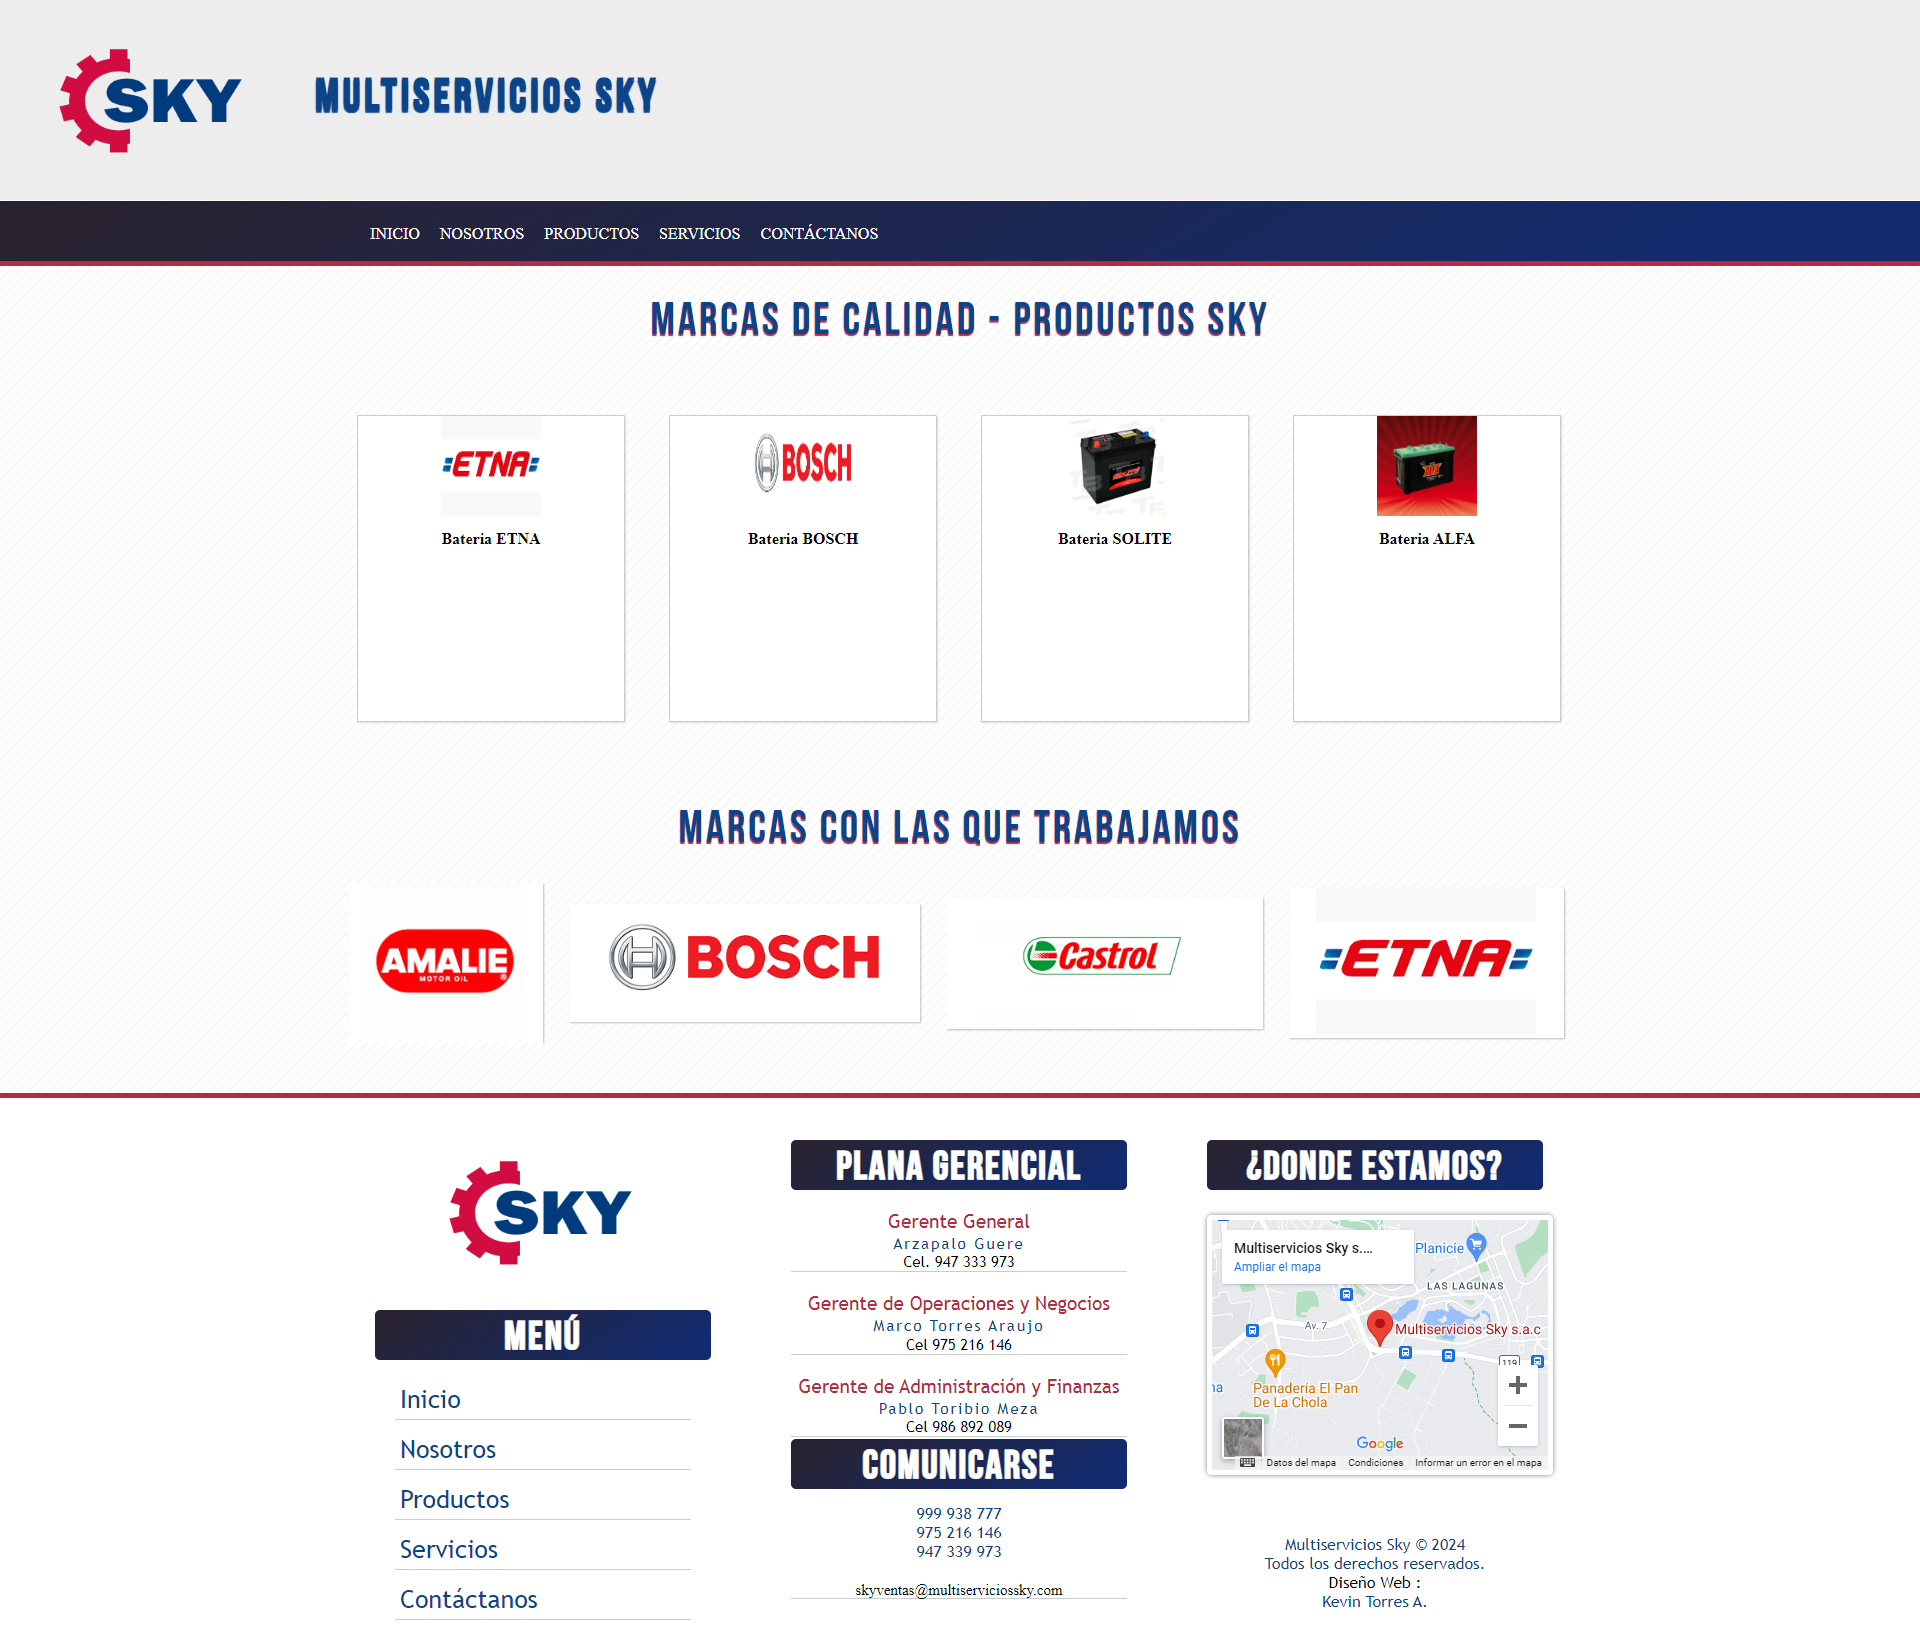 SKY
MULTISERVICIOS SKY
INICIO NOSOTROS PRODUCTOS SERVICIOS CONTÁCTANOS
MARCAS DE CALIDAD - PRODUCTOS SKY
ETNA
BOSCH
Bateria ETNA
Bateria BOSCH
Bateria SOLITE
Bateria ALFA
MARCAS CON LAS QUE TRABAJAMOS
AMALIE
MOTOR OIL
BOSCH
Castrol
ETNA
SKY
MENÚ
Inicio
Nosotros
Productos
Servicios
Contáctanos
PLANA GERENCIAL
Gerente General
Arzapalo Guere
Cel. 947 333 973
Gerente de Operaciones y Negocios
Marco Torres Araujo
Cel 975 216 146
Gerente de Administración y Finanzas
Pablo Toribio Meza
Cel 986 892 089
COMUNICARSE
999 938 777
975 216 146
947 339 973
skyventas@multiserviciossky.com
¿DONDE ESTAMOS?
Multiservicios Sky s....
Ampliar el mapa
Planicie
LAS LAGUNAS
Av. 7
Multiservicios Sky s.a.c
119
Panadería El Pan
De La Chola
na
Google
Datos del mapa Condiciones Informar un error en el mapa
Multiservicios Sky © 2024
Todos los derechos reservados.
Diseño Web :
Kevin Torres A.